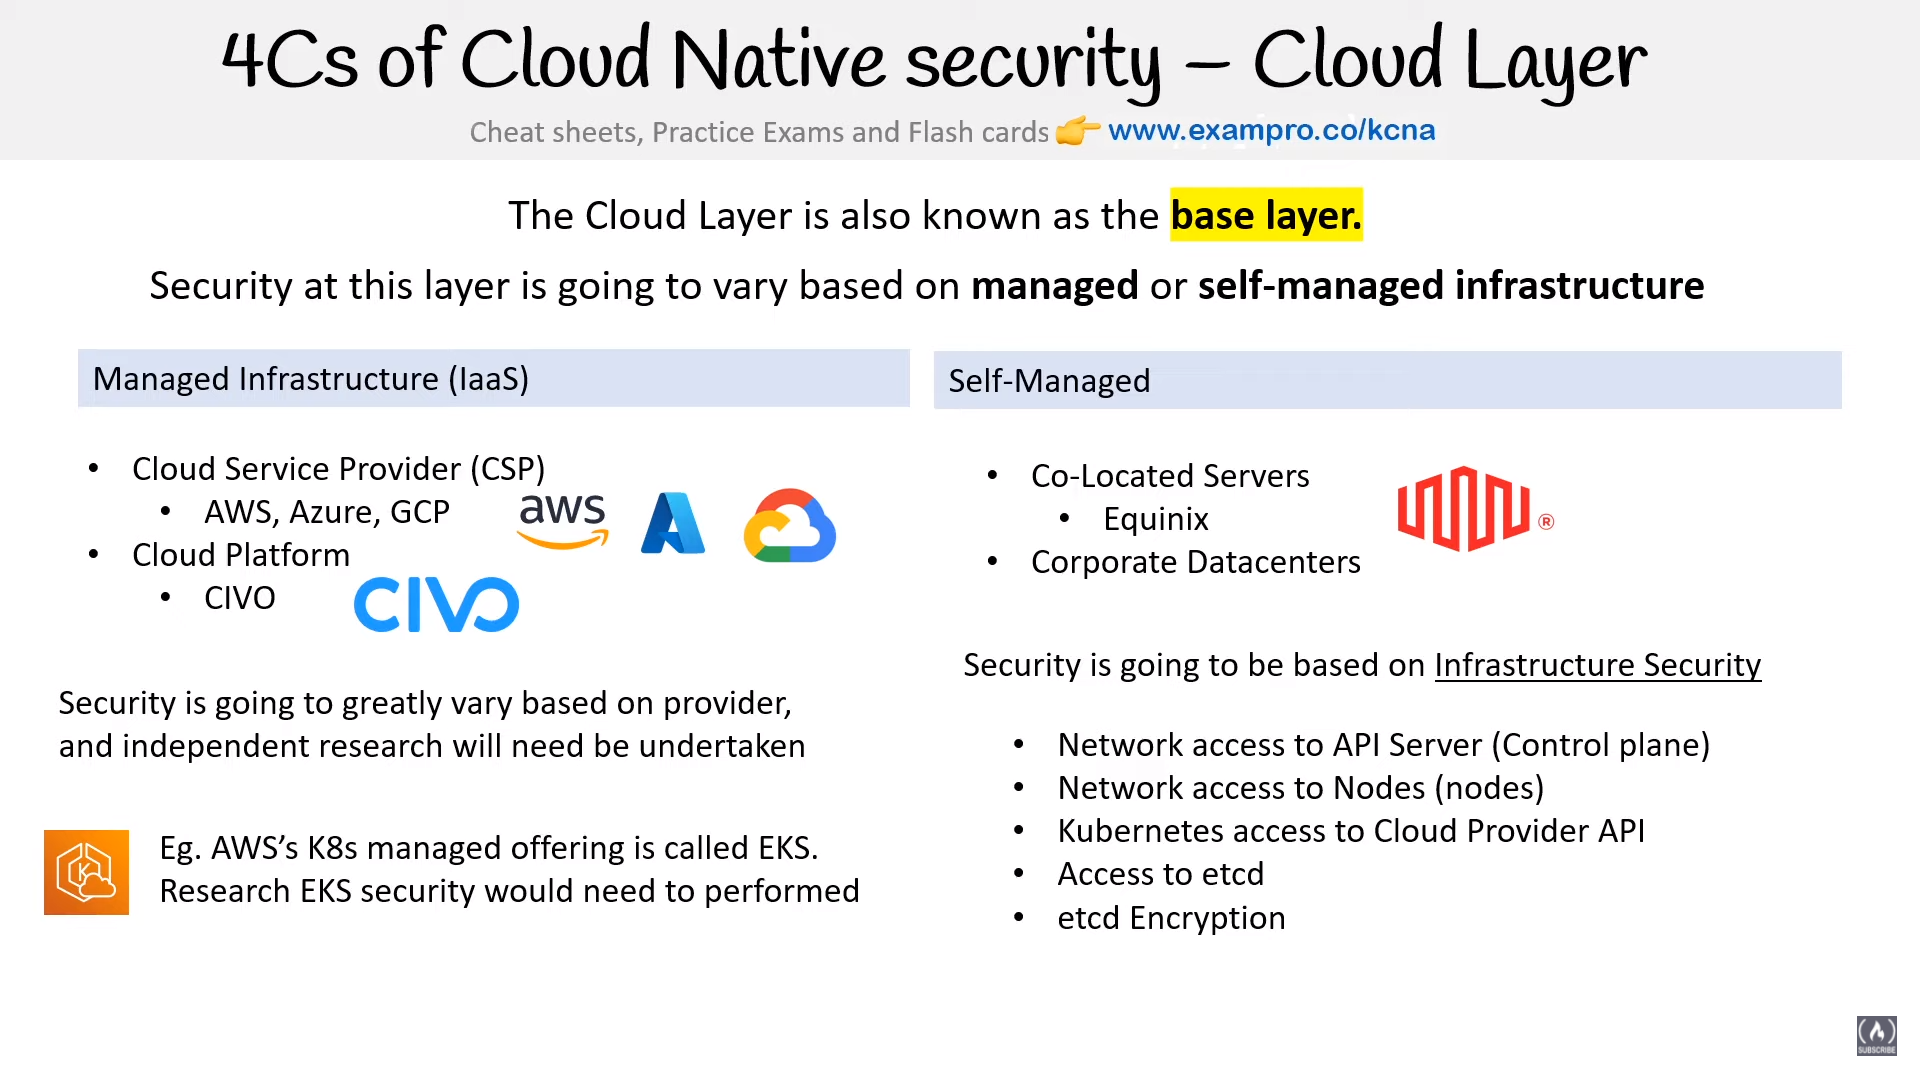 4Cs of Cloud Native security – Cloud Layer
Cheat sheets, Practice Exams and Flash cards 👉 www.exampro.co/kcna
The Cloud Layer is also known as the base layer.
Security at this layer is going to vary based on managed or self-managed infrastructure
Managed Infrastructure (IaaS)
• Cloud Service Provider (CSP)
• AWS, Azure, GCP
aws
• Cloud Platform
• CIVO
CIVO
Security is going to greatly vary based on provider,
and independent research will need be undertaken
Eg. AWS’s K8s managed offering is called EKS.
Research EKS security would need to performed
K
Self-Managed
• Co-Located Servers
• Equinix
®
• Corporate Datacenters
Security is going to be based on Infrastructure Security
• Network access to API Server (Control plane)
• Network access to Nodes (nodes)
• Kubernetes access to Cloud Provider API
• Access to etcd
• etcd Encryption
SUBSCRIBE